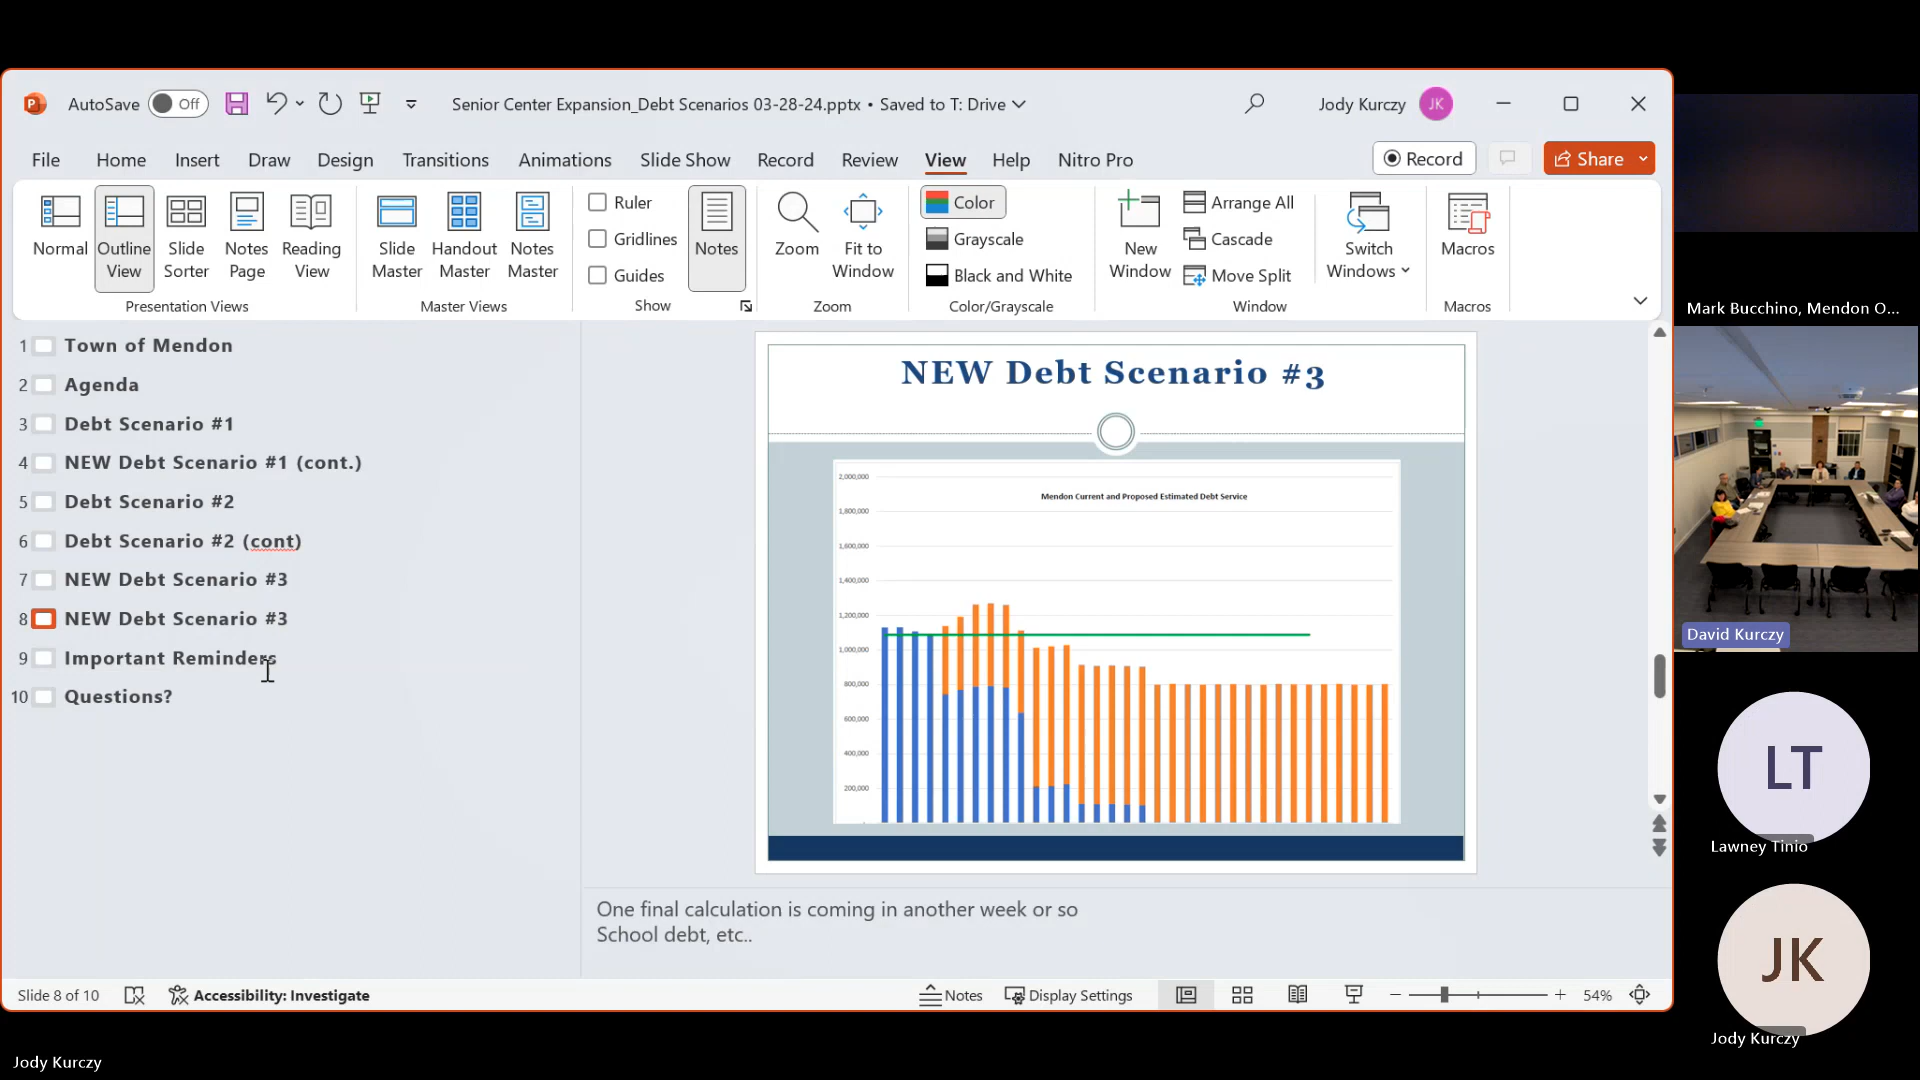 AutoSave Off Senior Center Expansion_Debt Scenarios 03-28-24.pptx • Saved to T: Drive Jody Kurczy JK
File Home Insert Draw Design Transitions Animations Slide Show Record Review View Help Nitro Pro Record Share
Normal Outline View Slide Sorter Notes Page Reading View
Presentation Views
Slide Master Handout Master Notes Master
Master Views
Ruler
Gridlines
Guides
Notes
Show
Zoom Fit to Window
Zoom
Color
Grayscale
Black and White
Color/Grayscale
New Window
Arrange All
Cascade
Move Split
Switch Windows
Window
Macros
Macros
1 Town of Mendon
2 Agenda
3 Debt Scenario #1
4 NEW Debt Scenario #1 (cont.)
5 Debt Scenario #2
6 Debt Scenario #2 (cont)
7 NEW Debt Scenario #3
8 NEW Debt Scenario #3
9 Important Reminders
10 Questions?
NEW Debt Scenario #3
Mendon Current and Proposed Estimated Debt Service
2,000,000
1,800,000
1,600,000
1,400,000
1,200,000
1,000,000
800,000
600,000
400,000
200,000
-
One final calculation is coming in another week or so
School debt, etc..
Slide 8 of 10 Accessibility: Investigate Notes Display Settings 54%
Mark Bucchino, Mendon O...
David Kurczy
LT
Lawney Tinio
JK
Jody Kurczy
Jody Kurczy